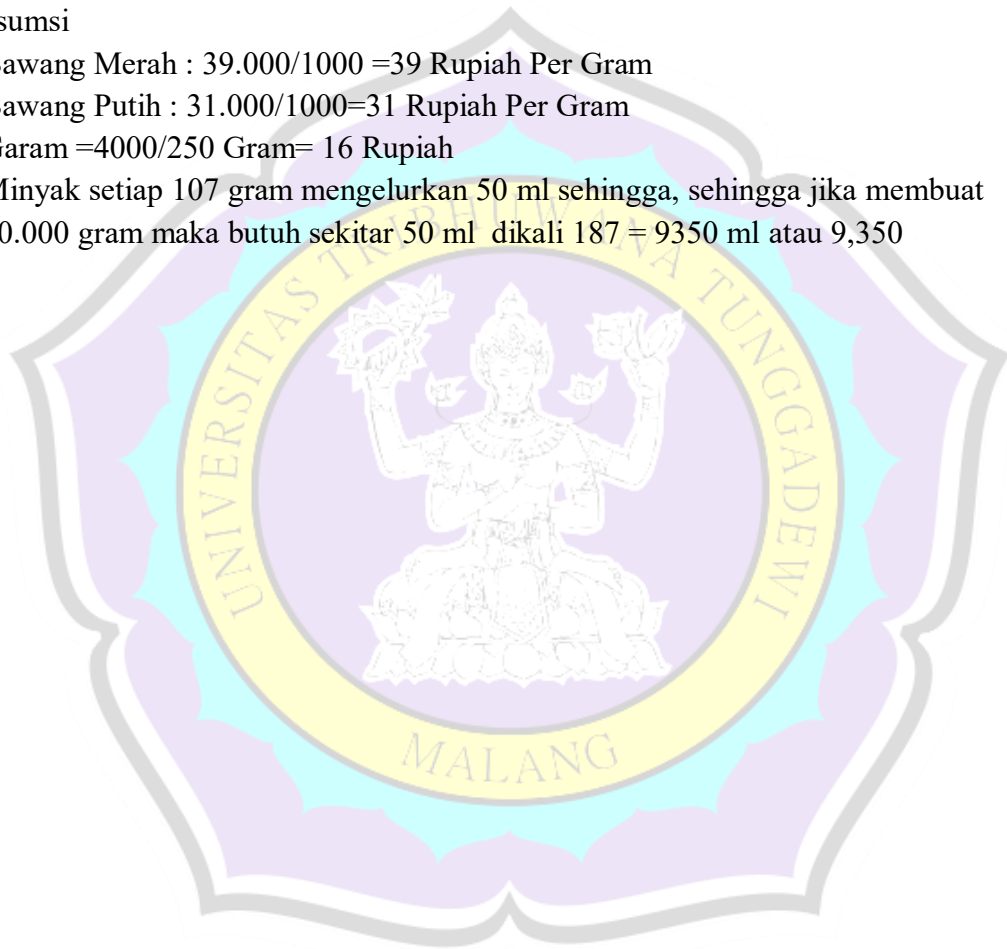 sumsi
awang Merah : 39.000/1000 =39 Rupiah Per Gram
awang Putih : 31.000/1000=31 Rupiah Per Gram
aram =4000/250 Gram= 16 Rupiah
Minyak setiap 107 gram mengelurkan 50 ml sehingga, sehingga jika membuat
0.000 gram maka butuh sekitar 50 ml dikali 187 = 9350 ml atau 9,350
UNIVERSITAS TRIBHUWANA TUNGGADEWI
MALANG